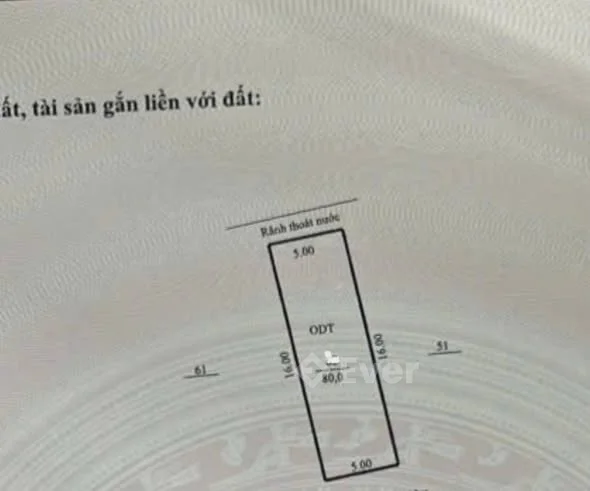 ất, tài sản gắn liền với đất:
Rãnh thoát nước
5.00
ODT
16.00
16.00
51
61
Ever
80,0
5.00